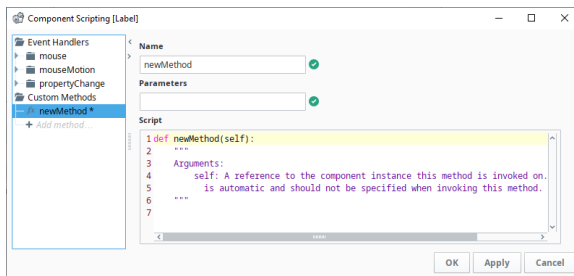 Component Scripting [Label]
Event Handlers
mouse
mouseMotion
propertyChange
Custom Methods
newMethod *
Add method...
Name
newMethod
Parameters
Script
1 def newMethod(self):
2 """
3 Arguments:
4 self: A reference to the component instance this method is invoked on.
5 is automatic and should not be specified when invoking this method.
6 """
7
OK Apply Cancel